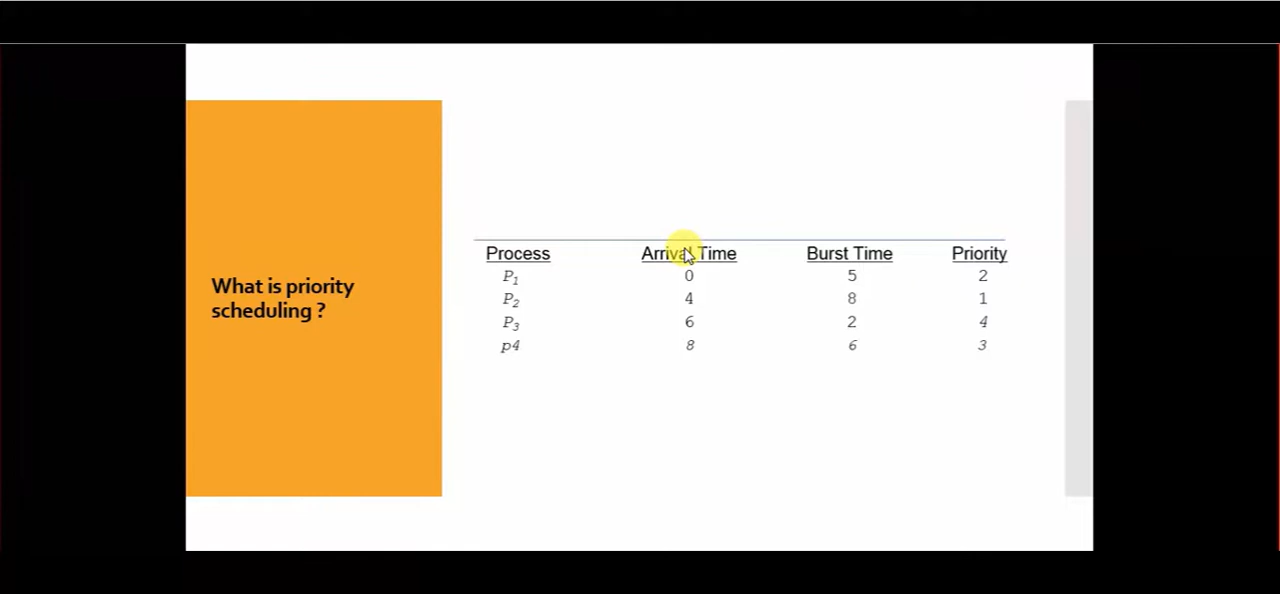 What is priority
scheduling ?
Process Arrival Time Burst Time Priority
P1 0 5 2
P2 4 8 1
P3 6 2 4
p4 8 6 3